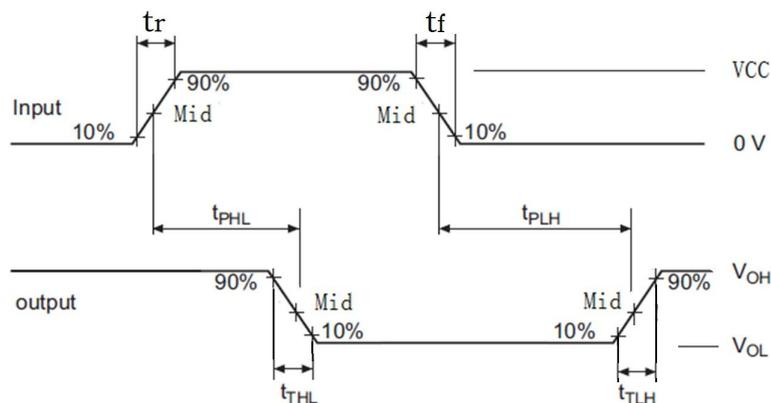 tr tf
90% 90% VCC
Input Mid Mid
10% 10% 0 V
tPHL tPLH
90% 90% VOH
output Mid Mid
10% 10% VOL
tTHL tTLH